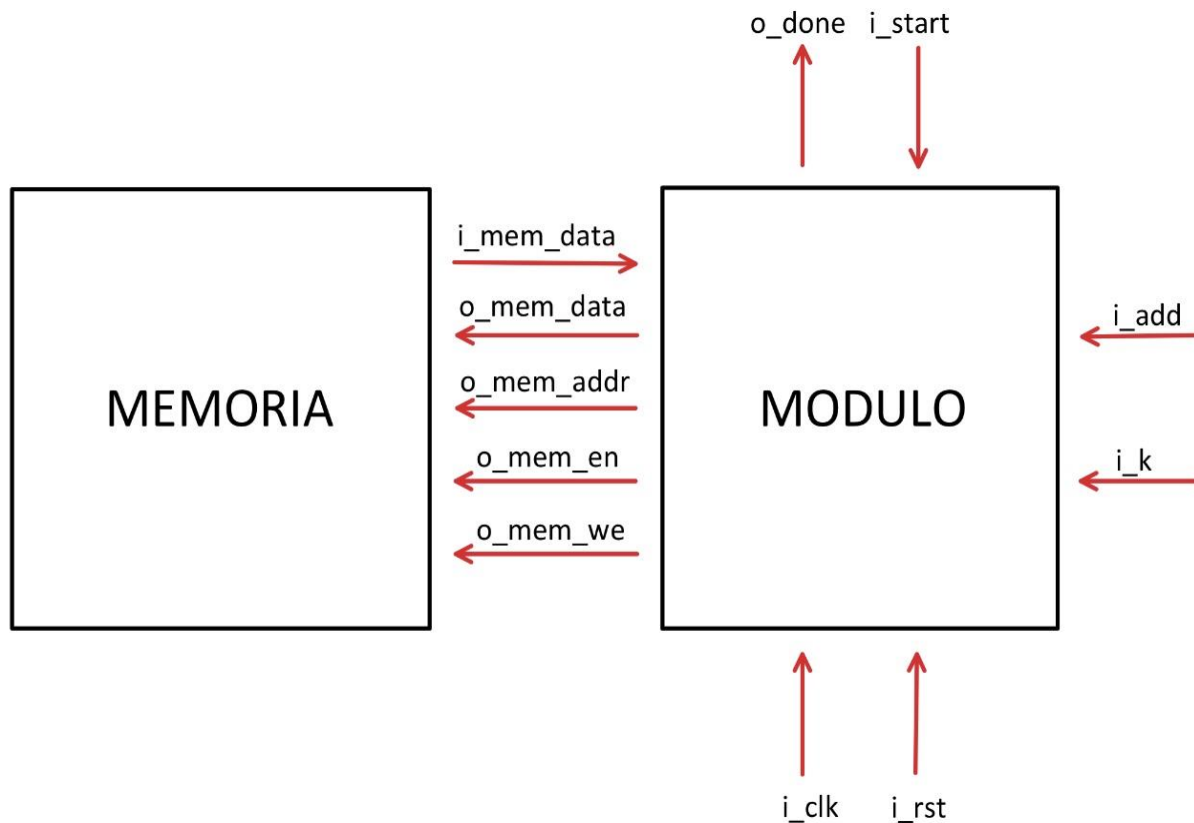 o_done i_start
i_mem_data
o_mem_data
i_add
o_mem_addr
MEMORIA
MODULO
o_mem_en
i_k
o_mem_we
i_clk i_rst